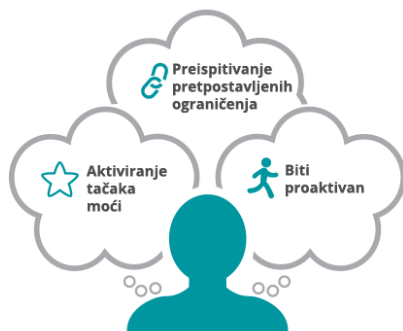 Preispitivanje
pretpostavljenih
ograničenja
Aktiviranje
tačaka
moći
Biti
proaktivan